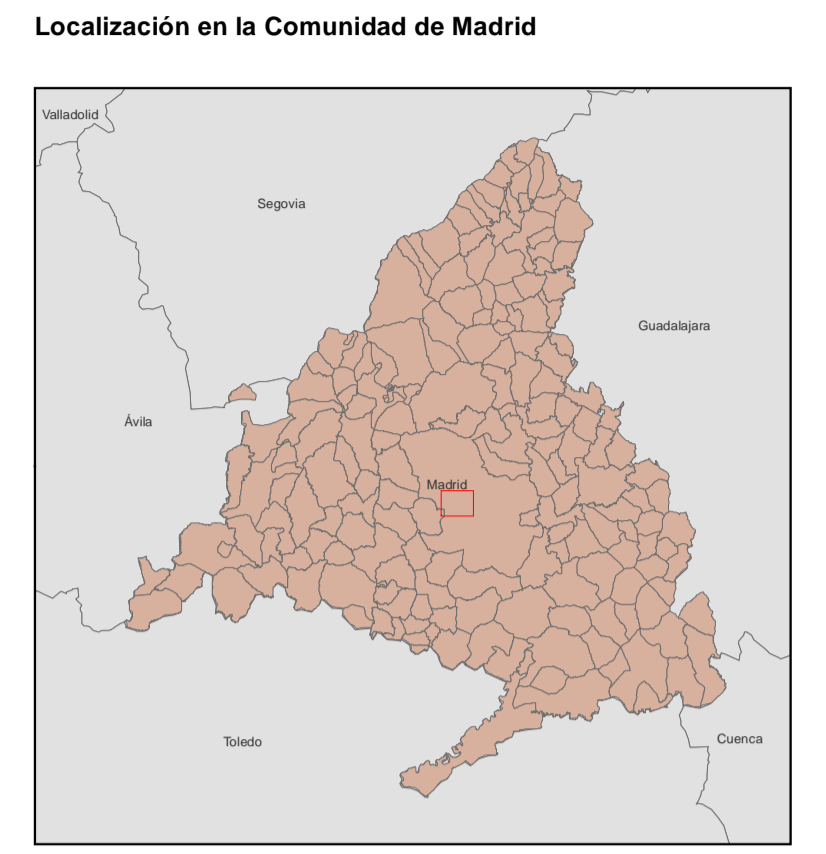 Localización en la Comunidad de Madrid
Valladolid
Segovia
Guadalajara
Ávila
Madrid
Toledo
Cuenca